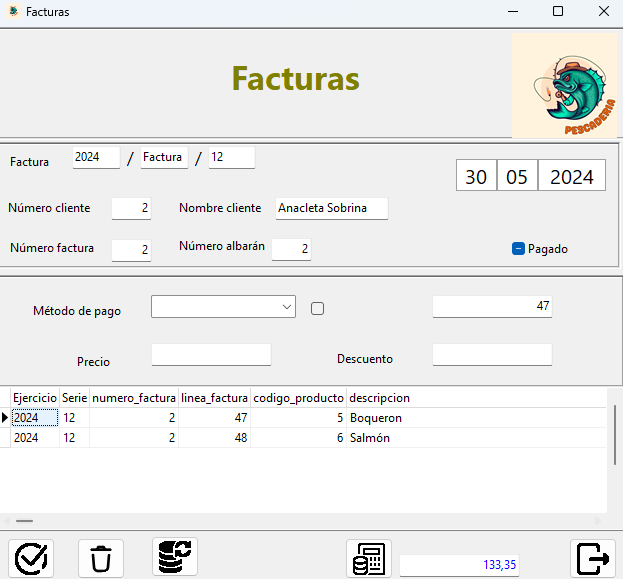 Facturas
Facturas
PESCADERIA
Factura 2024 / Factura / 12
30 05 2024
Número cliente 2 Nombre cliente Anacleta Sobrina
Número factura 2 Número albarán 2 Pagado
Método de pago 47
Precio Descuento
Ejercicio Serie numero_factura linea_factura codigo_producto descripcion
2024 12 2 47 5 Boqueron
2024 12 2 48 6 Salmón
133,35